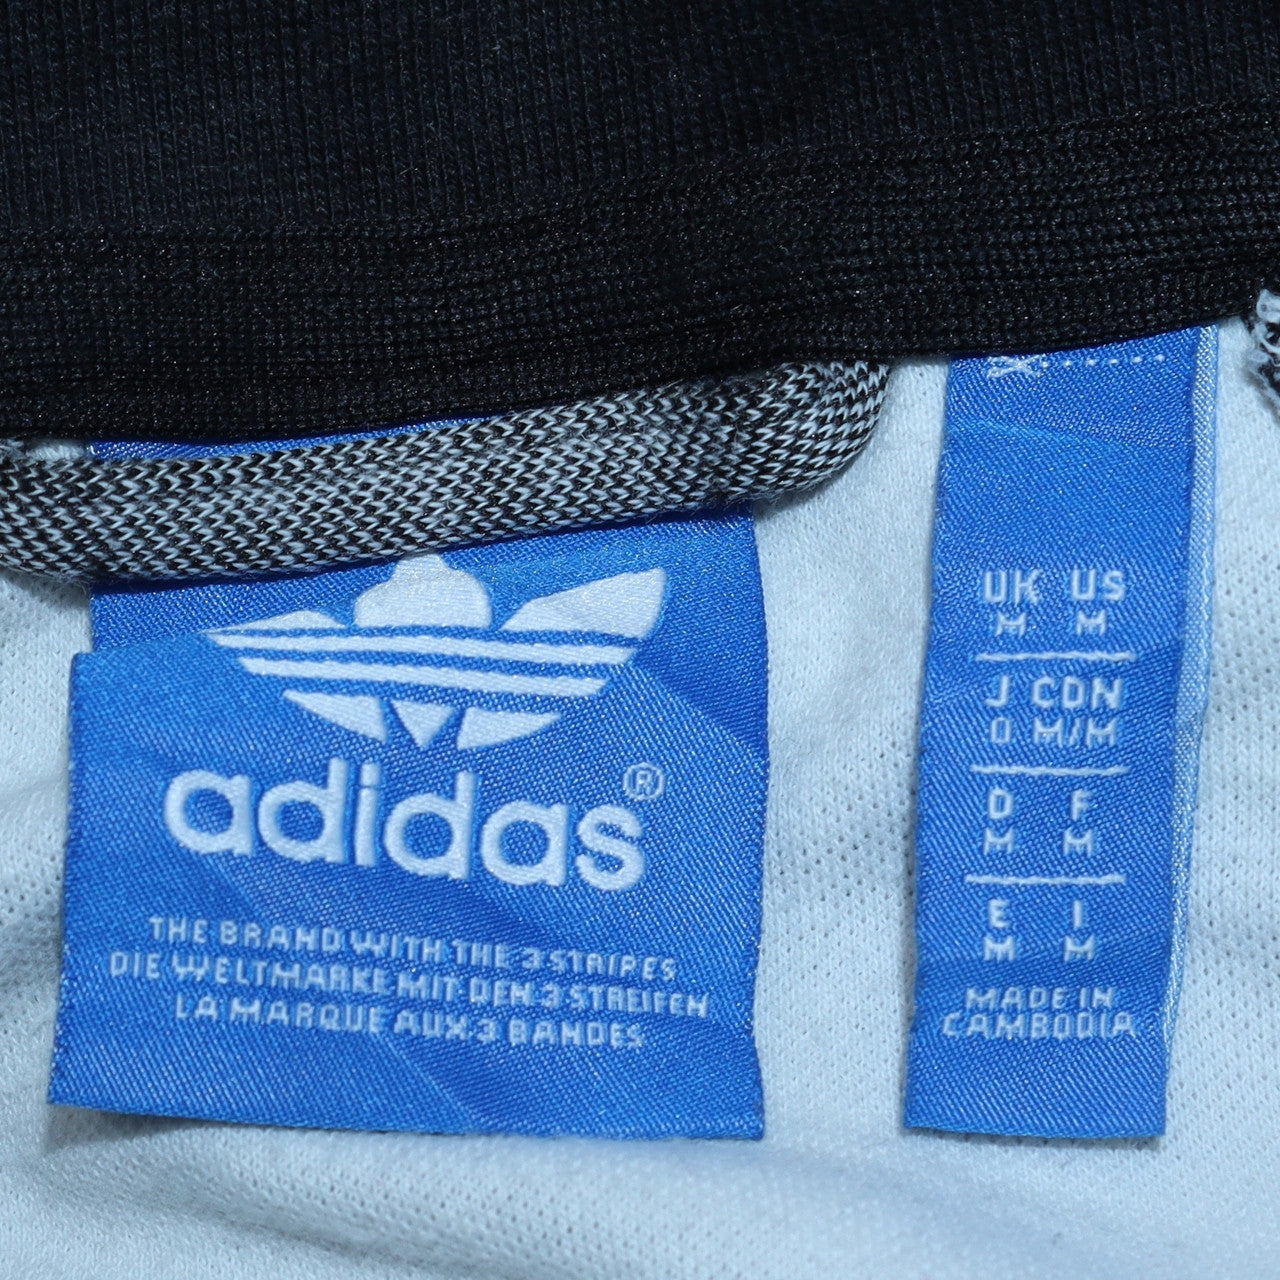 adidas®
THE BRAND WITH THE 3 STRIPES
DIE WELTMARKE MIT DEN 3 STREIFEN
LA MARQUE AUX 3 BANDES
UK US
M M
J CDN
O M/M
D F
M M
E I
M M
MADE IN
CAMBODIA